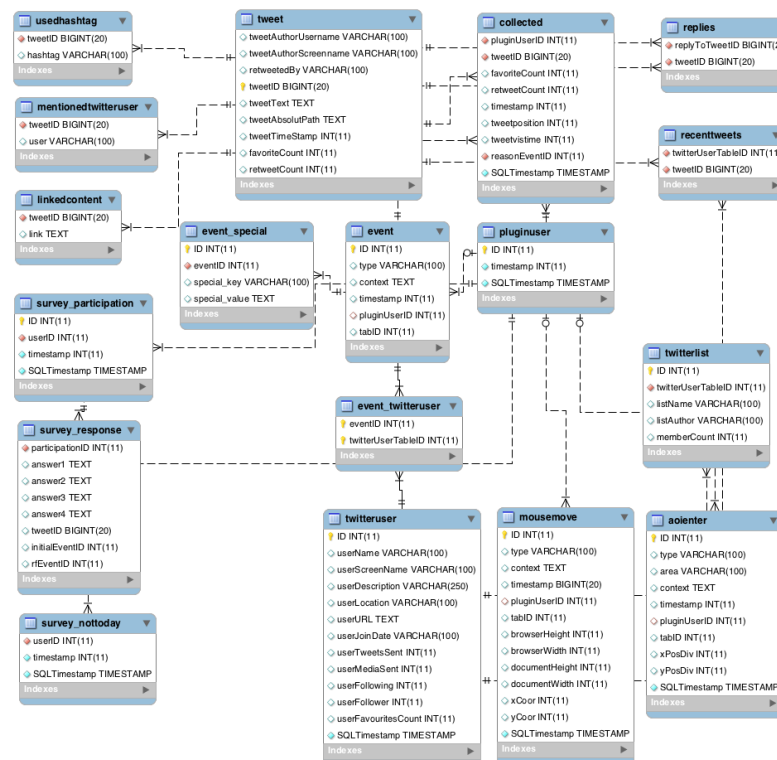 usedhashtag
tweetID BIGINT(20)
hashtag VARCHAR(100)
Indexes
mentionedtwitteruser
tweetID BIGINT(20)
user VARCHAR(100)
Indexes
linkedcontent
tweetID BIGINT(20)
link TEXT
Indexes
tweet
tweetAuthorUsername VARCHAR(100)
tweetAuthorScreenname VARCHAR(100)
retweetedBy VARCHAR(100)
tweetID BIGINT(20)
tweetText TEXT
tweetAbsolutPath TEXT
tweetTimeStamp INT(11)
favoriteCount INT(11)
retweetCount INT(11)
Indexes
collected
pluginUserID INT(11)
tweetID BIGINT(20)
favoriteCount INT(11)
retweetCount INT(11)
timestamp INT(11)
tweetposition INT(11)
tweetvistime INT(11)
reasonEventID INT(11)
SQLTimestamp TIMESTAMP
Indexes
replies
replyToTweetID BIGINT(2
tweetID BIGINT(20)
Indexes
recenttweets
twitterUserTableID INT(11)
tweetID BIGINT(20)
Indexes
event_special
ID INT(11)
eventID INT(11)
special_key VARCHAR(100)
special_value TEXT
Indexes
event
ID INT(11)
type VARCHAR(100)
context TEXT
timestamp INT(11)
pluginUserID INT(11)
tabID INT(11)
Indexes
pluginuser
ID INT(11)
timestamp INT(11)
SQLTimestamp TIMESTAMP
Indexes
survey_participation
ID INT(11)
userID INT(11)
timestamp INT(11)
SQLTimestamp TIMESTAMP
Indexes
twitterlist
ID INT(11)
twitterUserTableID INT(11)
listName VARCHAR(100)
listAuthor VARCHAR(100)
memberCount INT(11)
Indexes
event_twitteruser
eventID INT(11)
twitterUserTableID INT(11)
Indexes
survey_response
participationID INT(11)
answer1 TEXT
answer2 TEXT
answer3 TEXT
answer4 TEXT
tweetID BIGINT(20)
initialEventID INT(11)
rfEventID INT(11)
Indexes
survey_nottoday
userID INT(11)
timestamp INT(11)
SQLTimestamp TIMESTAMP
Indexes
twitteruser
ID INT(11)
userName VARCHAR(100)
userScreenName VARCHAR(100)
userDescription VARCHAR(250)
userLocation VARCHAR(100)
userURL TEXT
userJoinDate VARCHAR(100)
userTweetsSent INT(11)
userMediaSent INT(11)
userFollowing INT(11)
userFollower INT(11)
userFavouritesCount INT(11)
SQLTimestamp TIMESTAMP
Indexes
mousemove
ID INT(11)
type VARCHAR(100)
context TEXT
timestamp BIGINT(20)
pluginUserID INT(11)
tabID INT(11)
browserHeight INT(11)
browserWidth INT(11)
documentHeight INT(11)
documentWidth INT(11)
xCoor INT(11)
yCoor INT(11)
SQLTimestamp TIMESTAMP
Indexes
aoienter
ID INT(11)
type VARCHAR(100)
area VARCHAR(100)
context TEXT
timestamp INT(11)
pluginUserID INT(11)
tabID INT(11)
xPosDiv INT(11)
yPosDiv INT(11)
SQLTimestamp TIMESTAMP
Indexes